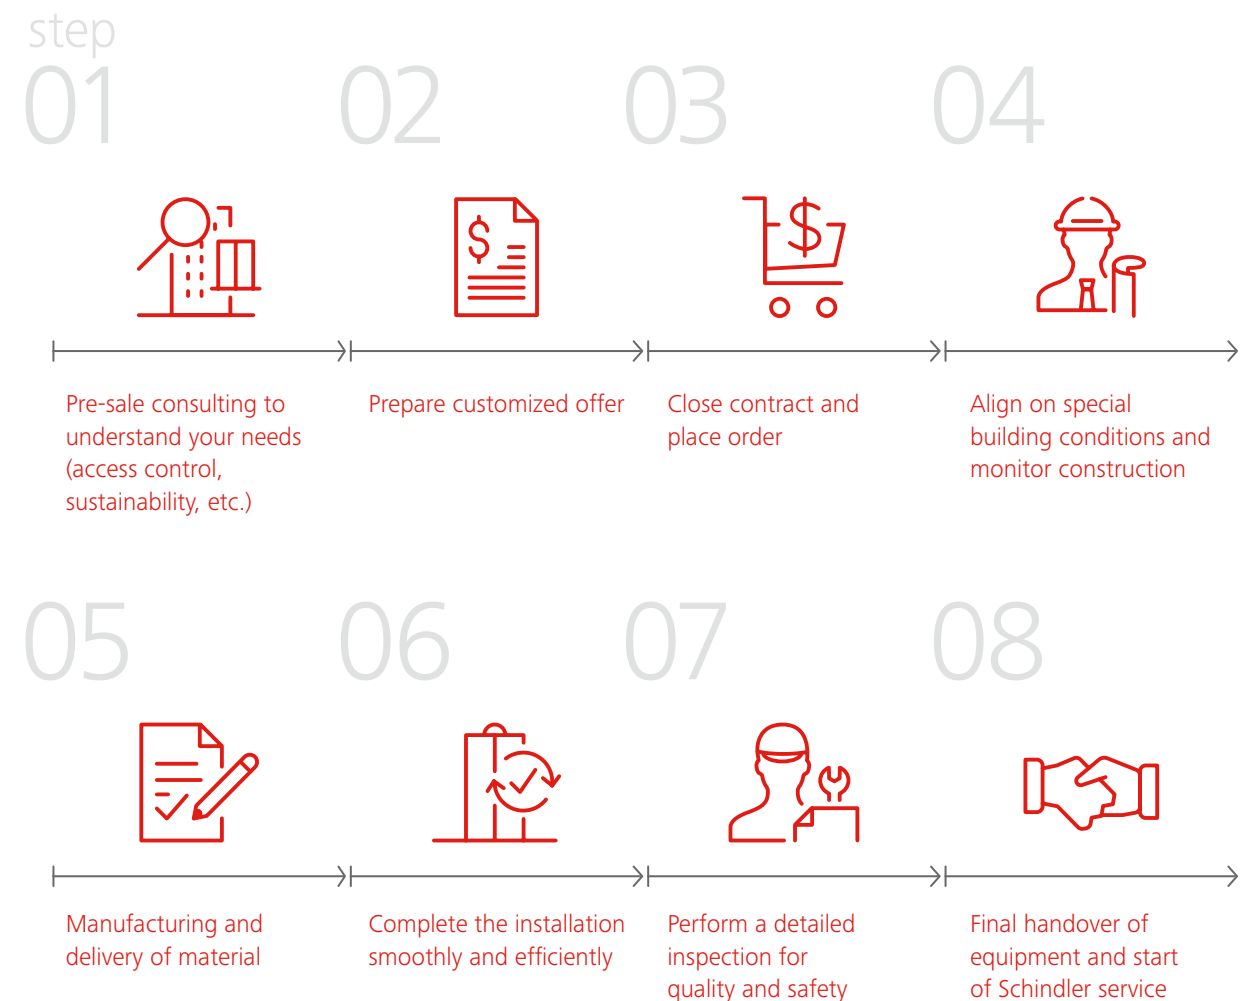 step
01
02
03
04
Pre-sale consulting to
understand your needs
(access control,
sustainability, etc.)
Prepare customized offer
Close contract and
place order
Align on special
building conditions and
monitor construction
05
06
07
08
Manufacturing and
delivery of material
Complete the installation
smoothly and efficiently
Perform a detailed
inspection for
quality and safety
Final handover of
equipment and start
of Schindler service